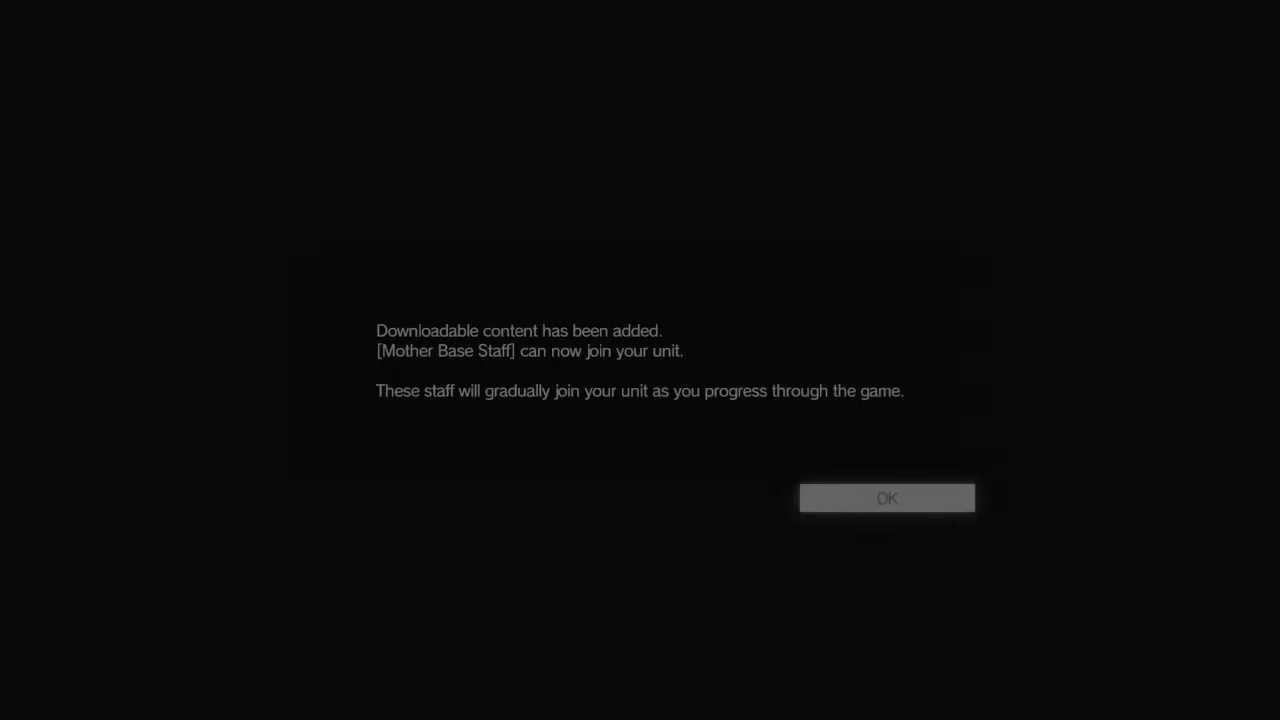 Downloadable content has been added.
[Mother Base Staff] can now join your unit.
These staff will gradually join your unit as you progress through the game.
OK